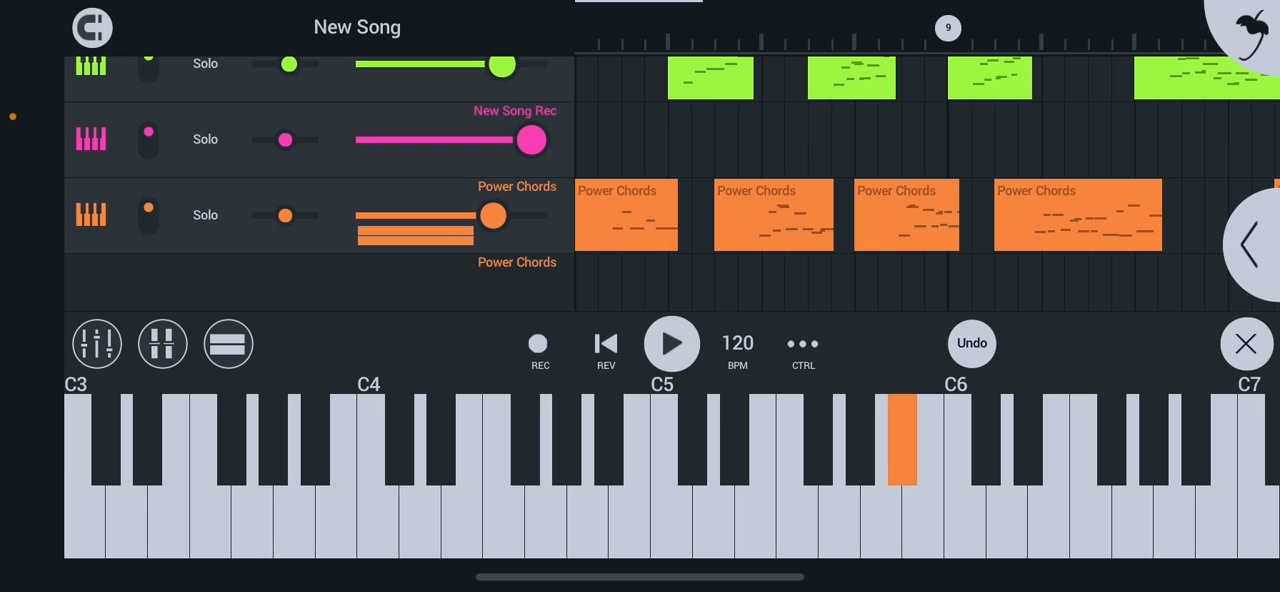 New Song
9
Solo
New Song Rec
Solo
Power Chords
Solo
Power Chords
Power Chords Power Chords Power Chords Power Chords
120
Undo
REC REV BPM CTRL
C3 C4 C5 C6 C7